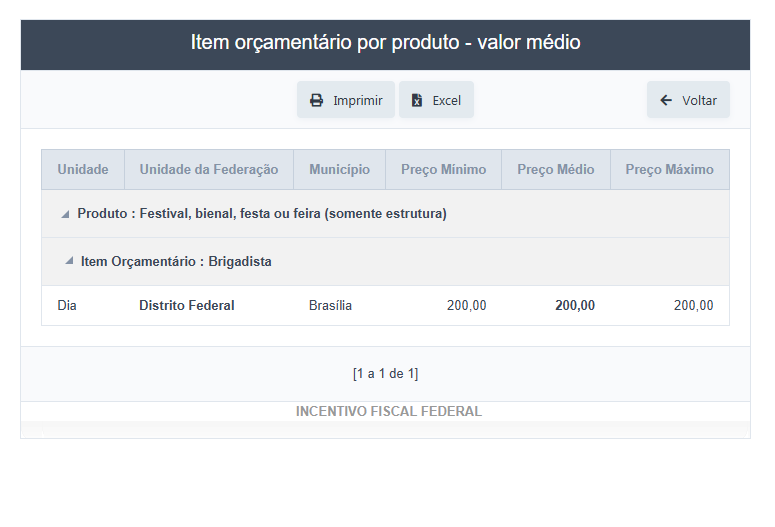 Item orçamentário por produto - valor médio
Imprimir Excel Voltar
Unidade Unidade da Federação Município Preço Mínimo Preço Médio Preço Máximo
Produto : Festival, bienal, festa ou feira (somente estrutura)
Item Orçamentário : Brigadista
Dia Distrito Federal Brasília 200,00 200,00 200,00
[1 a 1 de 1]
INCENTIVO FISCAL FEDERAL